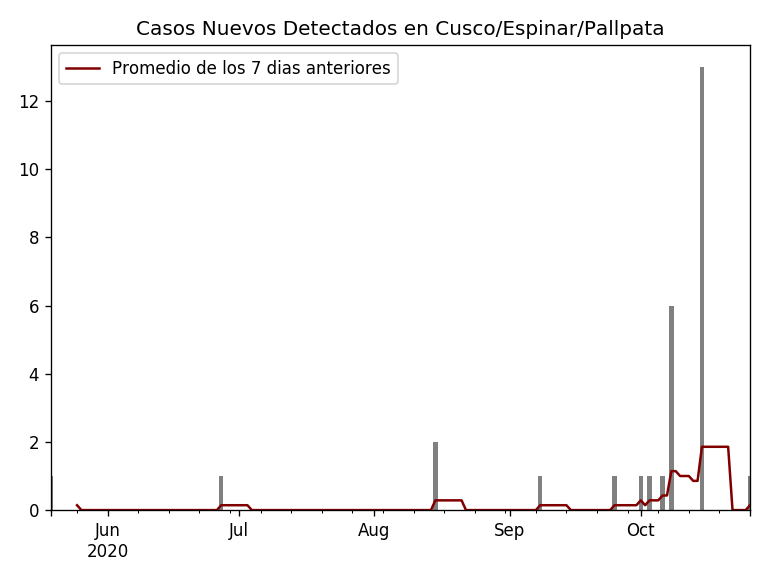 Casos Nuevos Detectados en Cusco/Espinar/Pallpata
Promedio de los 7 dias anteriores
12
10
8
6
4
2
0
Jun Jul Aug Sep Oct
2020